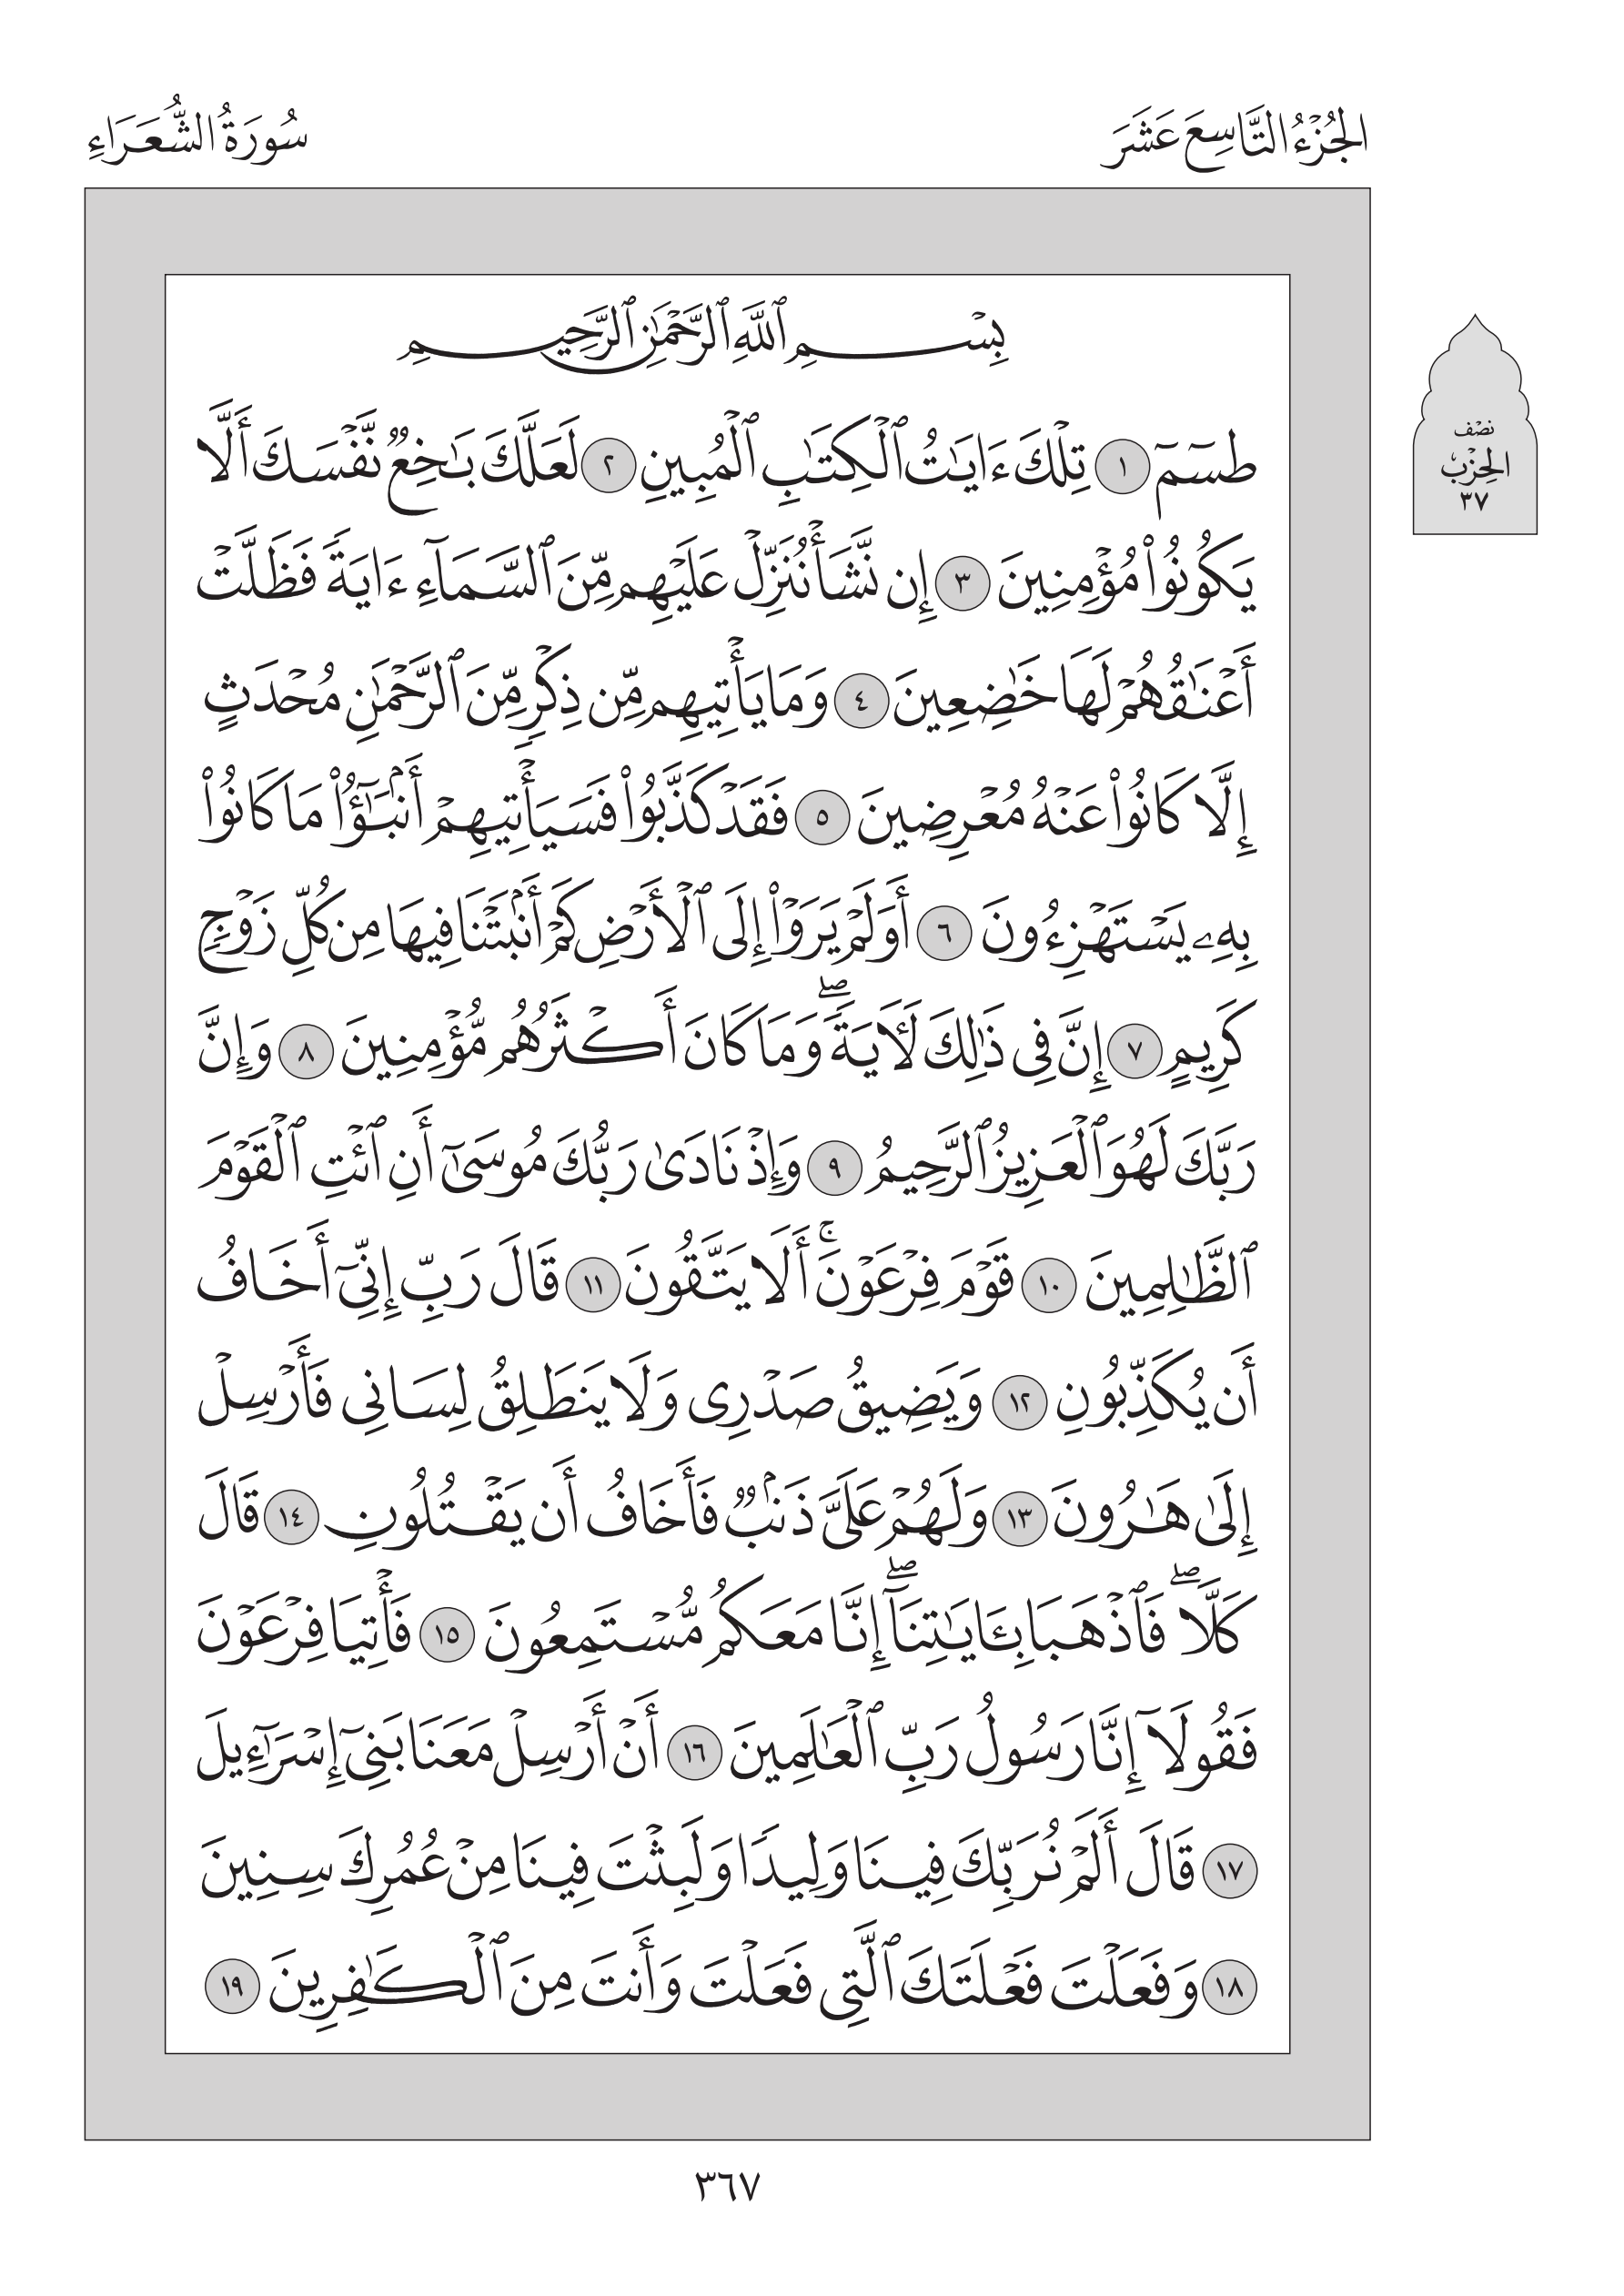 الجُزْءُ التَّاسِعَ عَشَرَ
سُورَةُ الشُّعَرَاءِ
نصْف
الحِزْب
٣٧
بِسْمِ ٱللَّهِ ٱلرَّحْمَٰنِ ٱلرَّحِيمِ
طسٓمٓ ١ تِلْكَ ءَايَٰتُ ٱلْكِتَٰبِ ٱلْمُبِينِ ٢ لَعَلَّكَ بَٰخِعٌ نَّفْسَكَ أَلَّا
يَكُونُوا۟ مُؤْمِنِينَ ٣ إِن نَّشَأْ نُنَزِّلْ عَلَيْهِم مِّنَ ٱلسَّمَآءِ ءَايَةً فَظَلَّتْ
أَعْنَٰقُهُمْ لَهَا خَٰضِعِينَ ٤ وَمَا يَأْتِيهِم مِّن ذِكْرٍ مِّنَ ٱلرَّحْمَٰنِ مُحْدَثٍ
إِلَّا كَانُوا۟ عَنْهُ مُعْرِضِينَ ٥ فَقَدْ كَذَّبُوا۟ فَسَيَأْتِيهِمْ أَنۢبَٰٓؤُا۟ مَا كَانُوا۟
بِهِۦ يَسْتَهْزِءُونَ ٦ أَوَلَمْ يَرَوْا۟ إِلَى ٱلْأَرْضِ كَمْ أَنۢبَتْنَا فِيهَا مِن كُلِّ زَوْجٍ
كَرِيمٍ ٧ إِنَّ فِى ذَٰلِكَ لَءَايَةً ۖ وَمَا كَانَ أَكْثَرُهُم مُّؤْمِنِينَ ٨ وَإِنَّ
رَبَّكَ لَهُوَ ٱلْعَزِيزُ ٱلرَّحِيمُ ٩ وَإِذْ نَادَىٰ رَبُّكَ مُوسَىٰٓ أَنِ ٱئْتِ ٱلْقَوْمَ
ٱلظَّٰلِمِينَ ١٠ قَوْمَ فِرْعَوْنَ ۚ أَلَا يَتَّقُونَ ١١ قَالَ رَبِّ إِنِّىٓ أَخَافُ
أَن يُكَذِّبُونِ ١٢ وَيَضِيقُ صَدْرِى وَلَا يَنطَلِقُ لِسَانِى فَأَرْسِلْ
إِلَىٰ هَٰرُونَ ١٣ وَلَهُمْ عَلَىَّ ذَنۢبٌ فَأَخَافُ أَن يَقْتُلُونِ ١٤ قَالَ
كَلَّا ۖ فَٱذْهَبَا بِـَٔايَٰتِنَآ ۖ إِنَّا مَعَكُم مُّسْتَمِعُونَ ١٥ فَأْتِيَا فِرْعَوْنَ
فَقُولَآ إِنَّا رَسُولُ رَبِّ ٱلْعَٰلَمِينَ ١٦ أَنْ أَرْسِلْ مَعَنَا بَنِىٓ إِسْرَٰٓءِيلَ
١٧ قَالَ أَلَمْ نُرَبِّكَ فِينَا وَلِيدًا وَلَبِثْتَ فِينَا مِنْ عُمُرِكَ سِنِينَ
١٨ وَفَعَلْتَ فَعْلَتَكَ ٱلَّتِى فَعَلْتَ وَأَنتَ مِنَ ٱلْكَٰفِرِينَ ١٩
٣٦٧